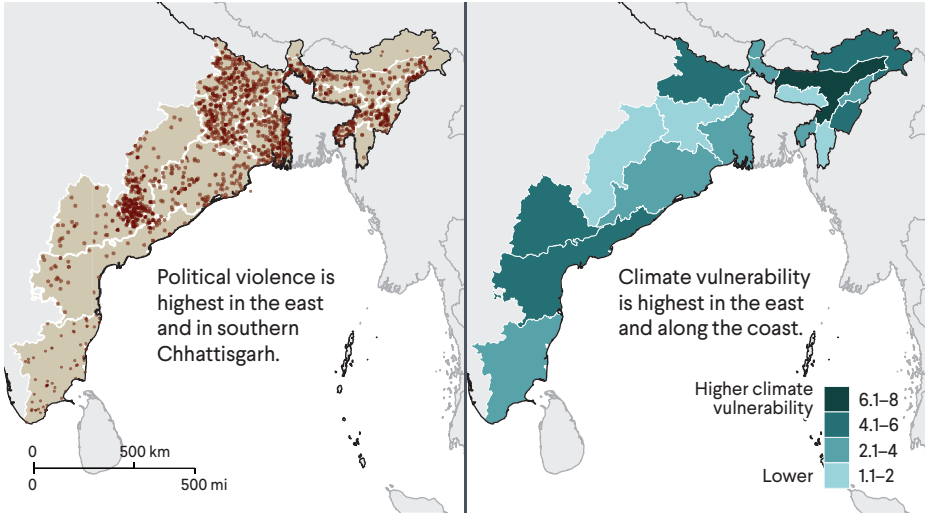 Political violence is
highest in the east
and in southern
Chhattisgarh.
0 500 km
0 500 mi
Climate vulnerability
is highest in the east
and along the coast.
Higher climate
vulnerability
6.1–8
4.1–6
2.1–4
Lower 1.1–2